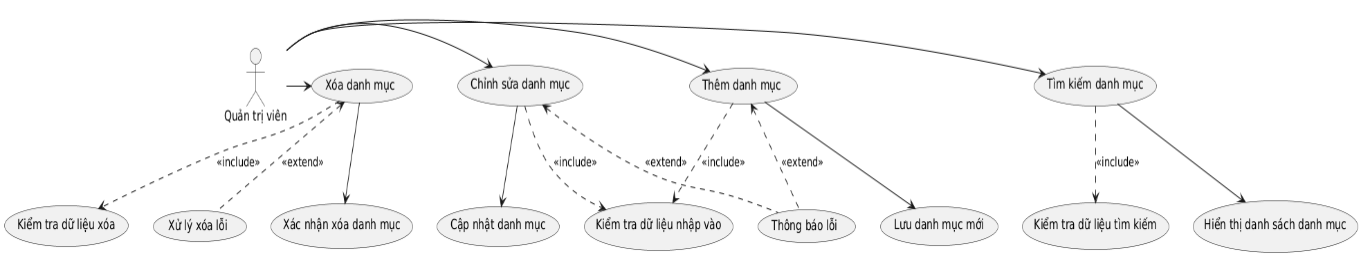 Xóa danh mục
Chỉnh sửa danh mục
Thêm danh mục
Tìm kiếm danh mục
Quản trị viên
«include»
«extend»
«include»
«extend»
«include»
«extend»
«include»
Kiểm tra dữ liệu xóa
Xử lý xóa lỗi
Xác nhận xóa danh mục
Cập nhật danh mục
Kiểm tra dữ liệu nhập vào
Thông báo lỗi
Lưu danh mục mới
Kiểm tra dữ liệu tìm kiếm
Hiển thị danh sách danh mục